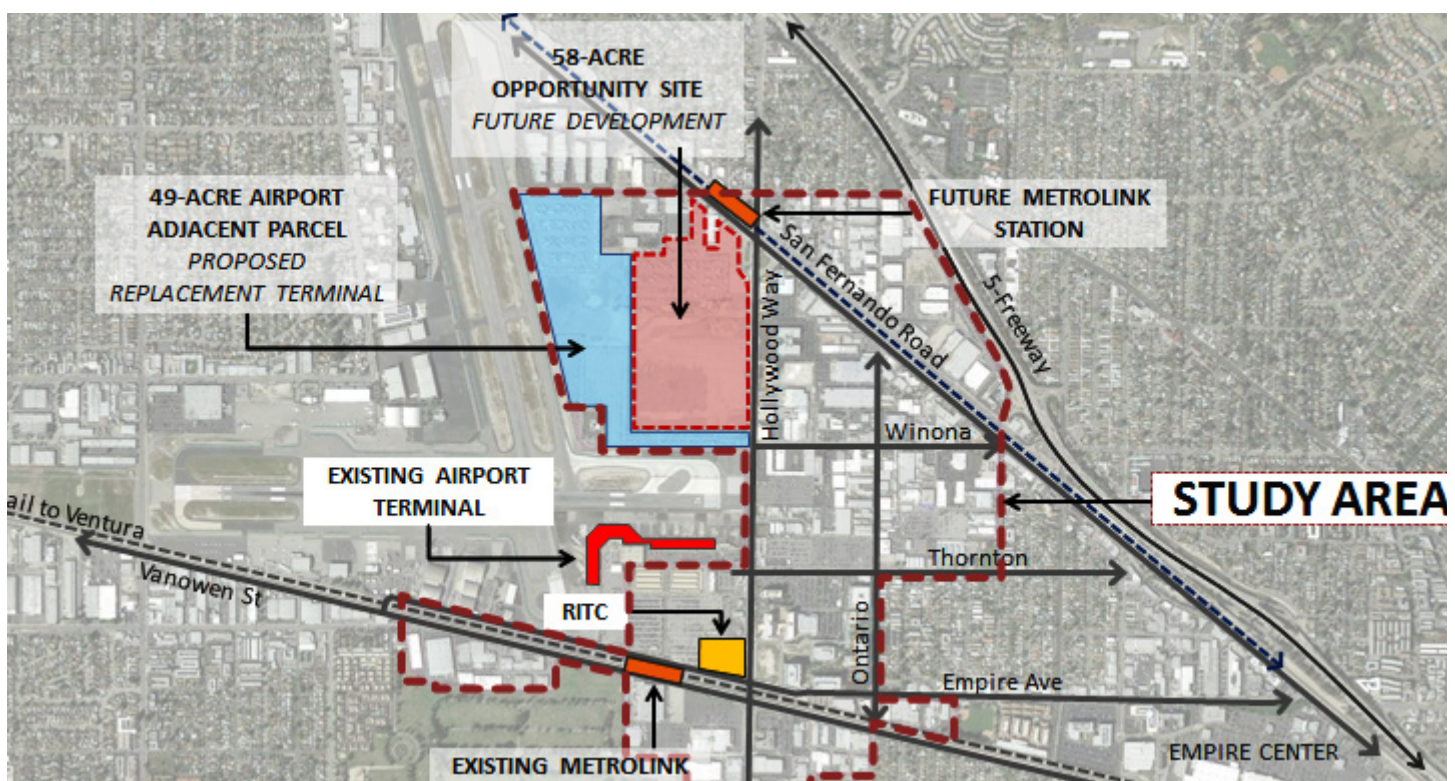 58-ACRE
OPPORTUNITY SITE
FUTURE DEVELOPMENT
49-ACRE AIRPORT
ADJACENT PARCEL
PROPOSED
REPLACEMENT TERMINAL
FUTURE METROLINK
STATION
San Fernando Road
5-Freeway
Hollywood Way
Winona
EXISTING AIRPORT
TERMINAL
STUDY AREA
ail to Ventura
Vanowen St
Thornton
RITC
Ontario
Empire Ave
EXISTING METROLINK
EMPIRE CENTER